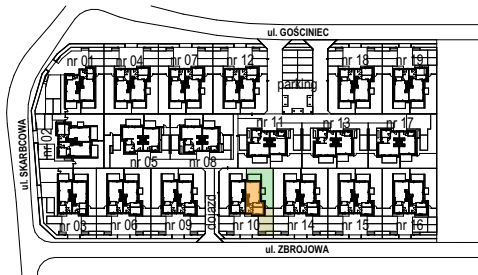 ul. GOŚCINIEC
nr 01 nr 04 nr 07 nr 12 nr 18 nr 19
parking
ul. SKARBCOWA
nr 02
nr 05 nr 08 nr 11 nr 13 nr 17
nr 03 nr 06 nr 09 dojazd nr 10 nr 14 nr 15 nr 16
ul. ZBROJOWA